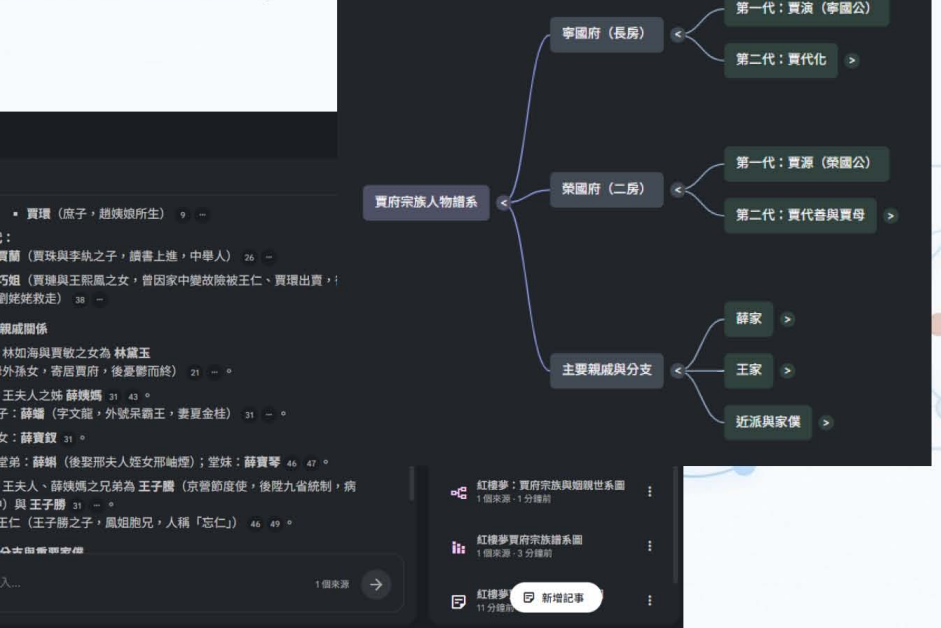 第一代：賈演（寧國公）
寧國府（長房）
第二代：賈代化
第一代：賈源（榮國公）
賈府宗族人物譜系
榮國府（二房）
第二代：賈代善與賈母
薛家
主要親戚與分支
王家
近派與家僕
▪ 賈環（庶子，趙姨娘所生） 9 ...
：
賈蘭（賈珠與李紈之子，讀書上進，中舉人） 26 ...
巧姐（賈璉與王熙鳳之女，曾因家中變故險被王仁、賈環出賣，
劉姥姥救走） 38 ...
親戚關係
林如海與賈敏之女為 林黛玉
外孫女，寄居賈府，後憂鬱而終） 21 ... 。
王夫人之姊 薛姨媽 31 43 。
子：薛蟠（字文龍，外號呆霸王，妻夏金桂） 31 ... 。
女：薛寶釵 31 。
堂弟：薛蝌（後娶邢夫人姪女邢岫煙）；堂妹：薛寶琴 46 47 。
王夫人、薛姨媽之兄弟為 王子騰（京營節度使，後陞九省統制，病
）與 王子勝 31 ... 。
王仁（王子勝之子，鳳姐胞兄，人稱「忘仁」） 46 49 。
分支與重要家僕
入...
1 個來源
紅樓夢：賈府宗族與姻親世系圖
1 個來源 · 1 分鐘前
紅樓夢賈府宗族譜系圖
1 個來源 · 3 分鐘前
紅樓夢
11 分鐘前
新增記事